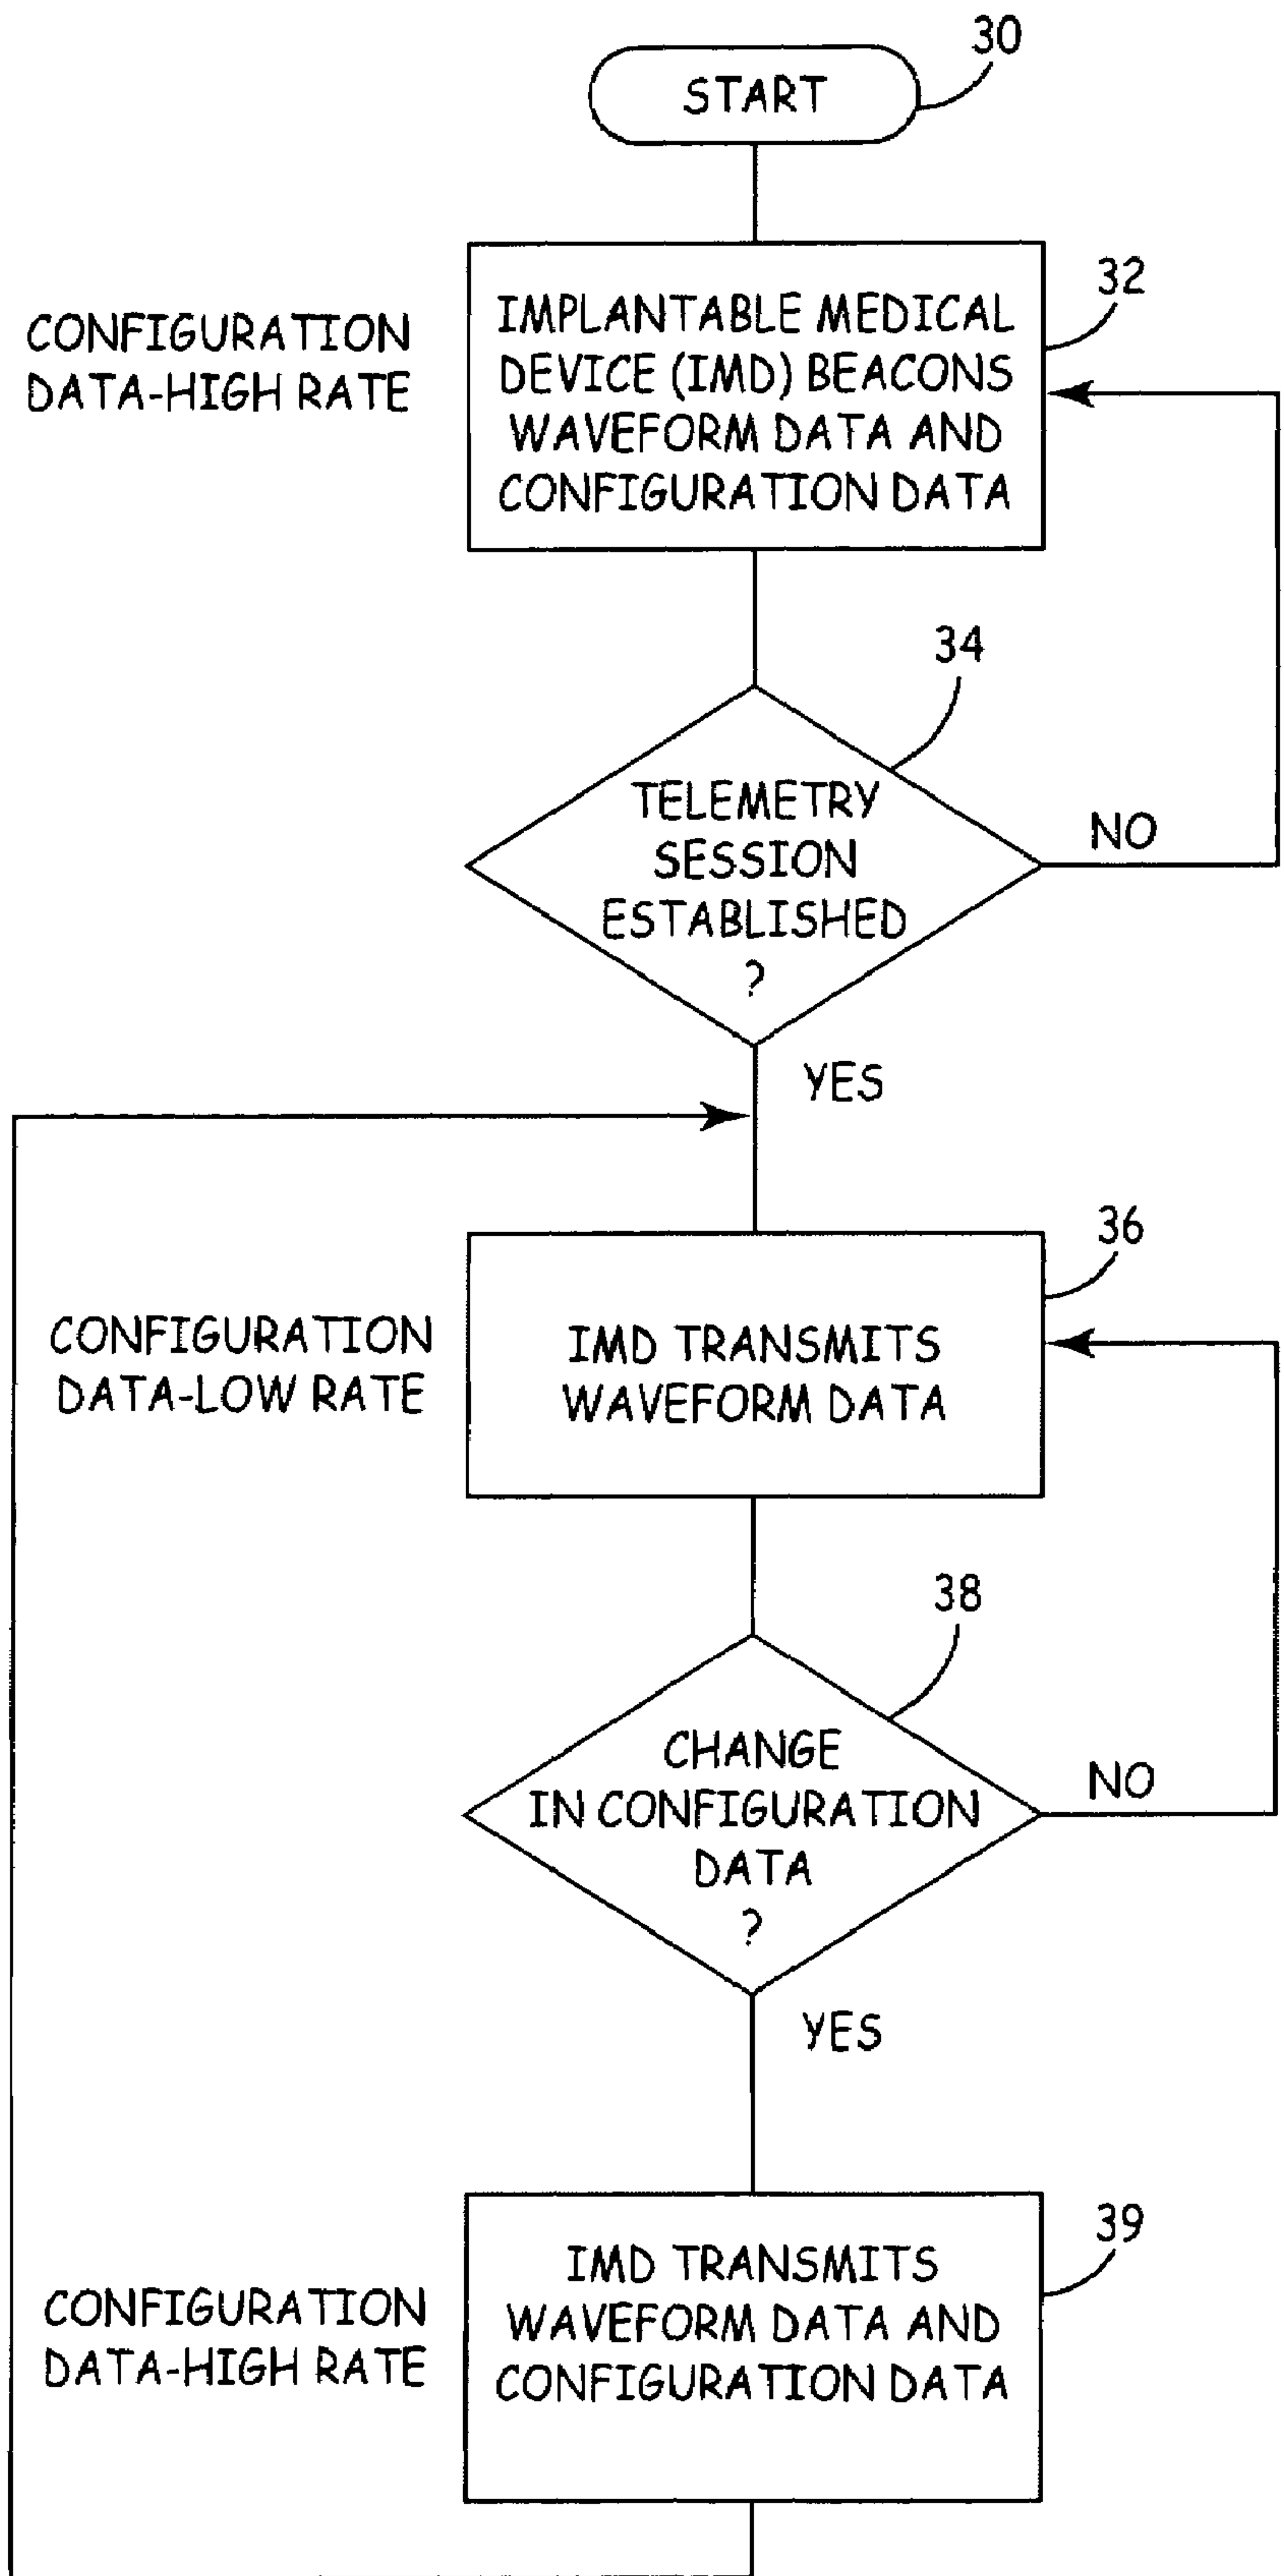 30
START
32
CONFIGURATION
DATA-HIGH RATE
IMPLANTABLE MEDICAL
DEVICE (IMD) BEACONS
WAVEFORM DATA AND
CONFIGURATION DATA
34
TELEMETRY
SESSION
ESTABLISHED
?
NO
YES
36
CONFIGURATION
DATA-LOW RATE
IMD TRANSMITS
WAVEFORM DATA
38
CHANGE
IN CONFIGURATION
DATA
?
NO
YES
39
CONFIGURATION
DATA-HIGH RATE
IMD TRANSMITS
WAVEFORM DATA AND
CONFIGURATION DATA